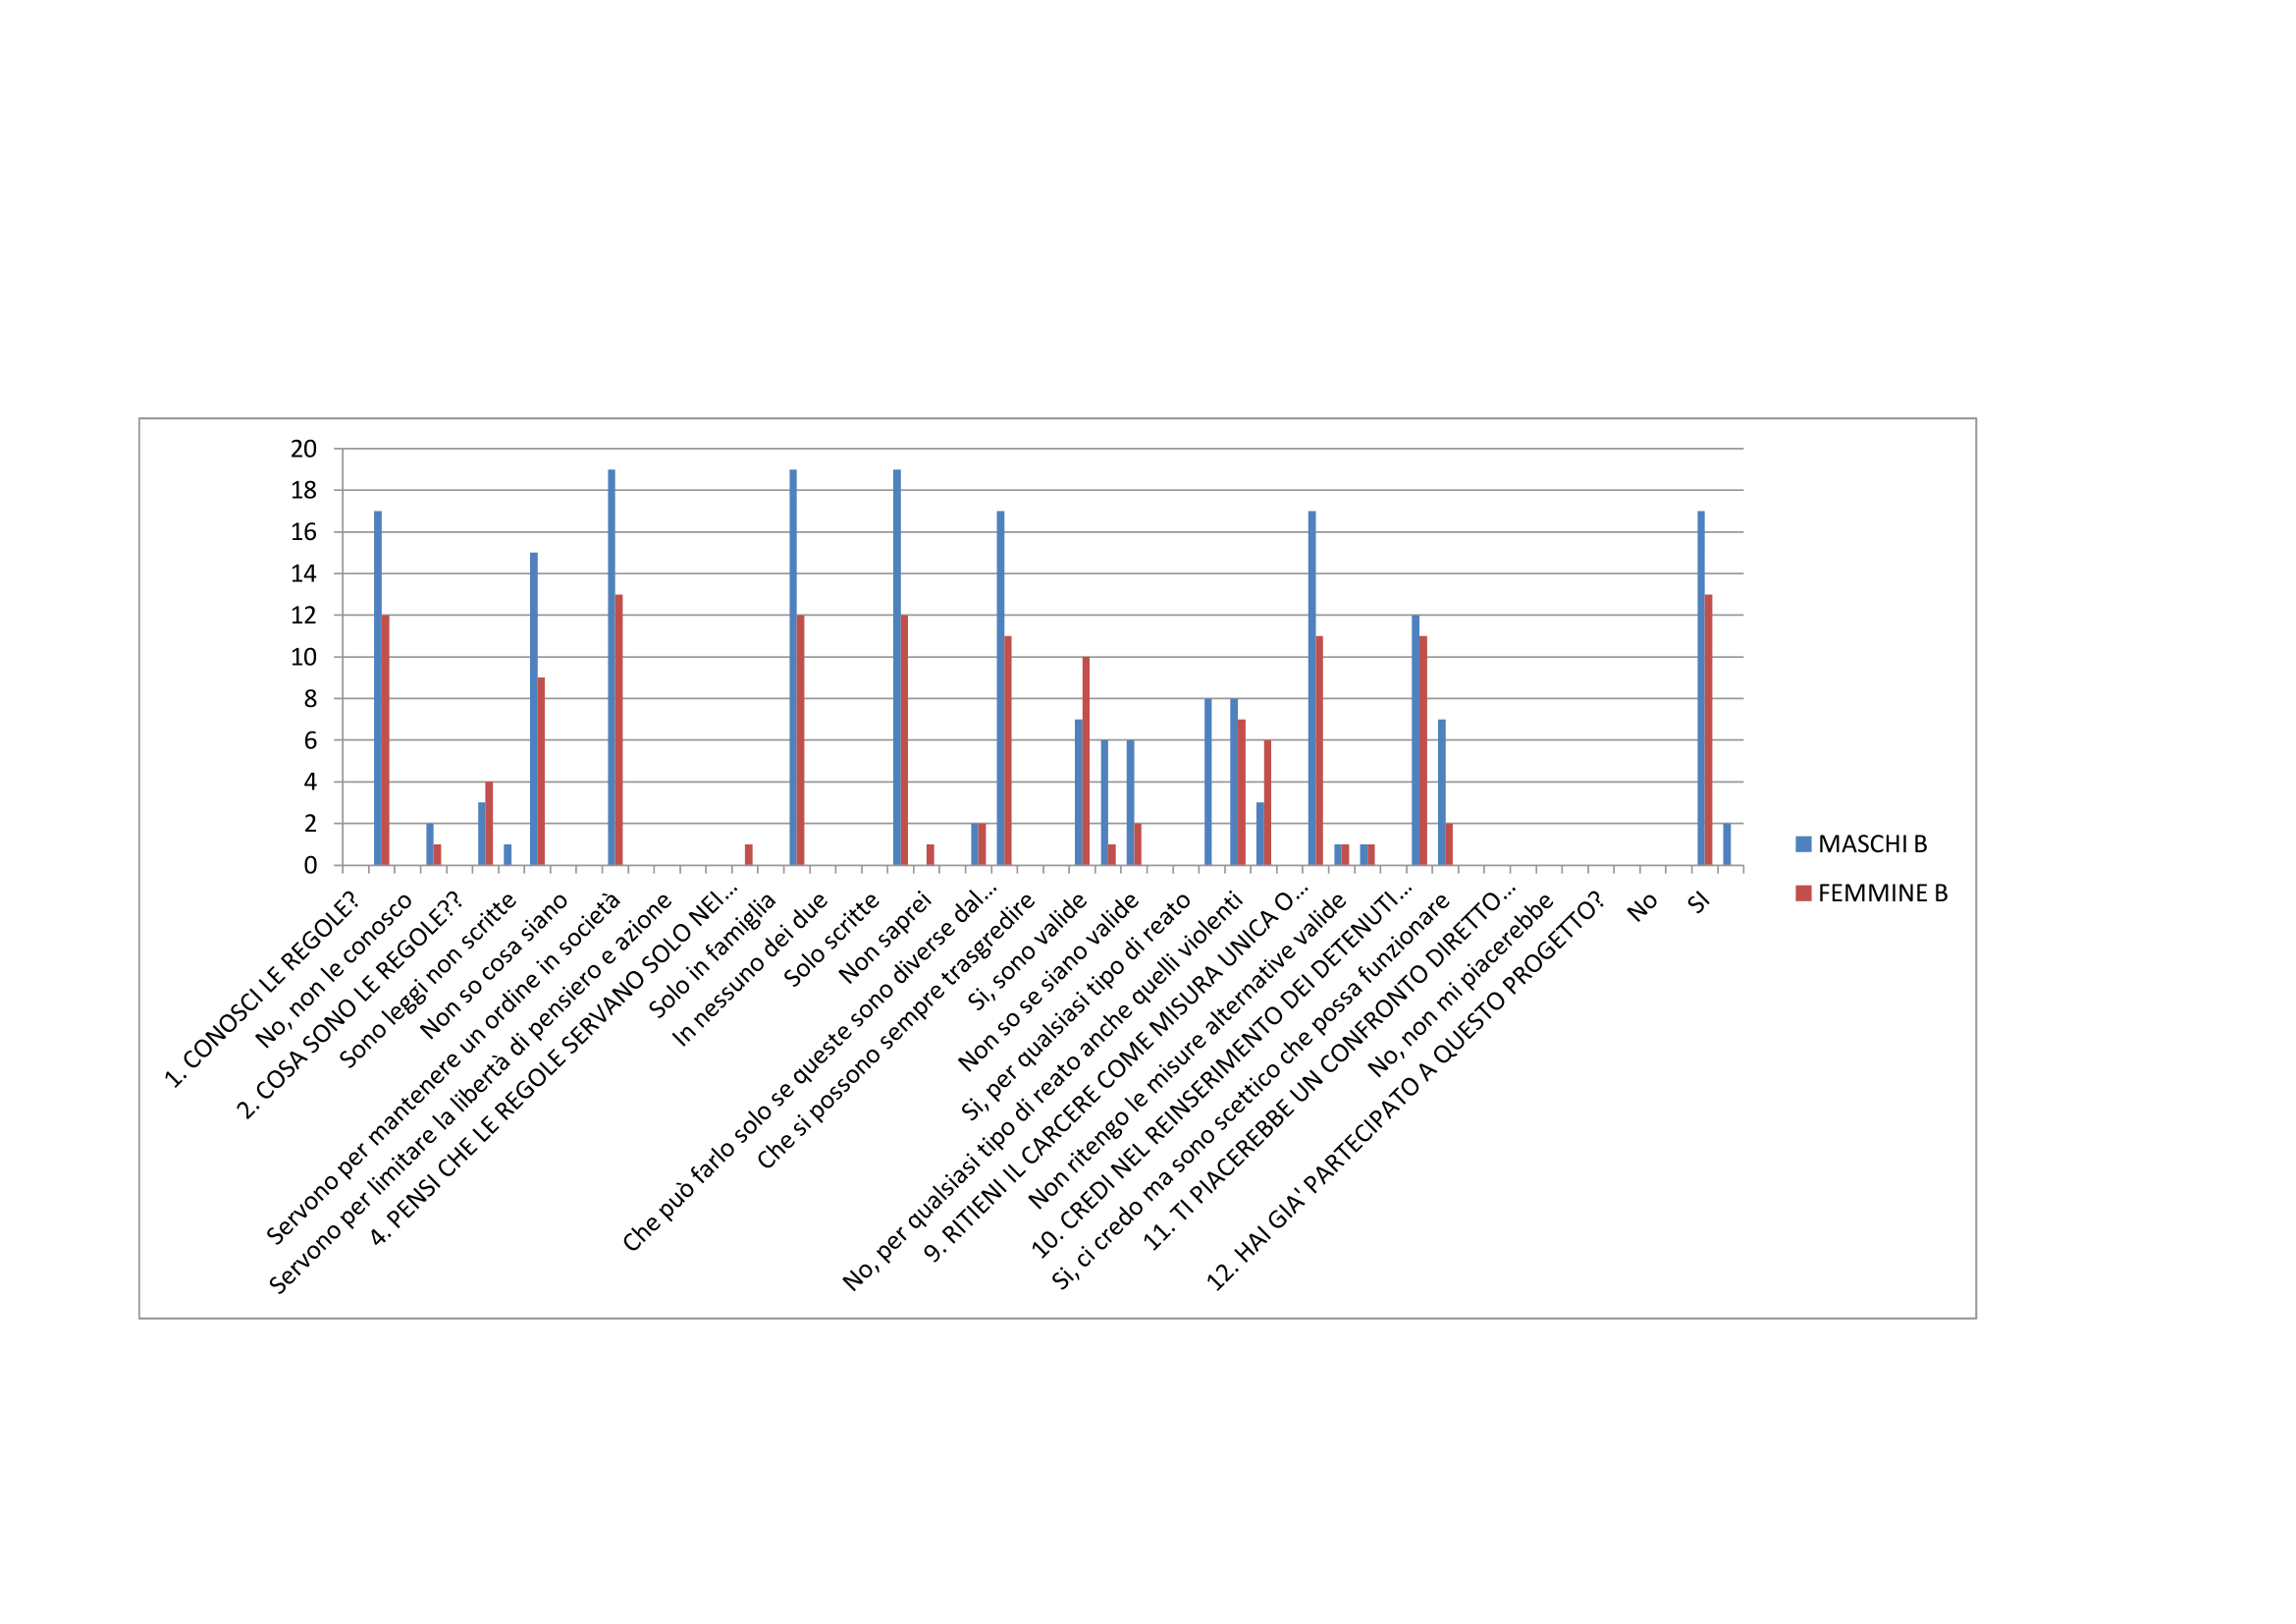 20
18
16
14
12
10
8
6
4
2
0
1. CONOSCI LE REGOLE?
No, non le conosco
2. COSA SONO LE REGOLE??
Sono leggi non scritte
Non so cosa siano
Servono per mantenere un ordine in società
Servono per limitare la libertà di pensiero e azione
4. PENSI CHE LE REGOLE SERVANO SOLO NEI...
Solo in famiglia
In nessuno dei due
Solo scritte
Non saprei
Che può farlo solo se queste sono diverse dal...
Che si possono sempre trasgredire
Si, sono valide
Non so se siano valide
Si, per qualsiasi tipo di reato
No, per qualsiasi tipo di reato anche quelli violenti
9. RITIENI IL CARCERE COME MISURA UNICA O...
Non ritengo le misure alternative valide
10. CREDI NEL REINSERIMENTO DEI DETENUTI...
Si, ci credo ma sono scettico che possa funzionare
11. TI PIACEREBBE UN CONFRONTO DIRETTO...
No, non mi piacerebbe
12. HAI GIA' PARTECIPATO A QUESTO PROGETTO?
No
SI
MASCHI B
FEMMINE B